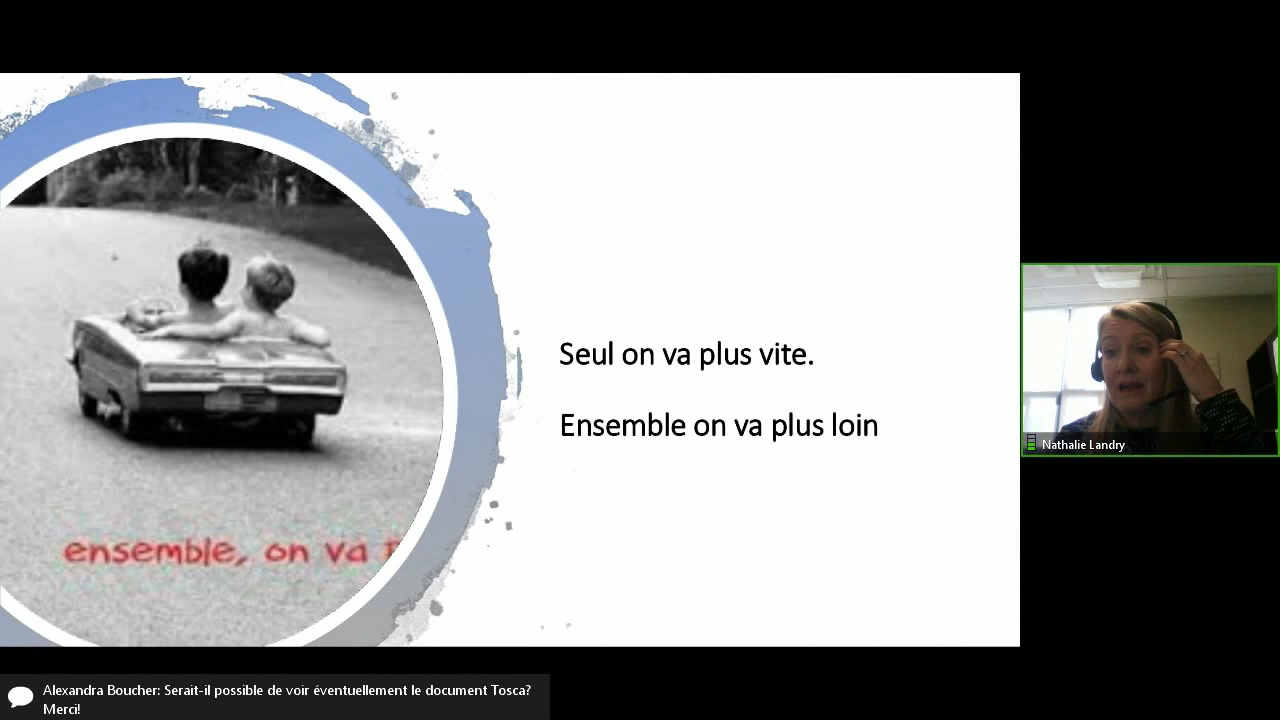 Seul on va plus vite.
Ensemble on va plus loin
ensemble, on va
Nathalie Landry
Alexandra Boucher: Serait-il possible de voir éventuellement le document Tosca?
Merci!